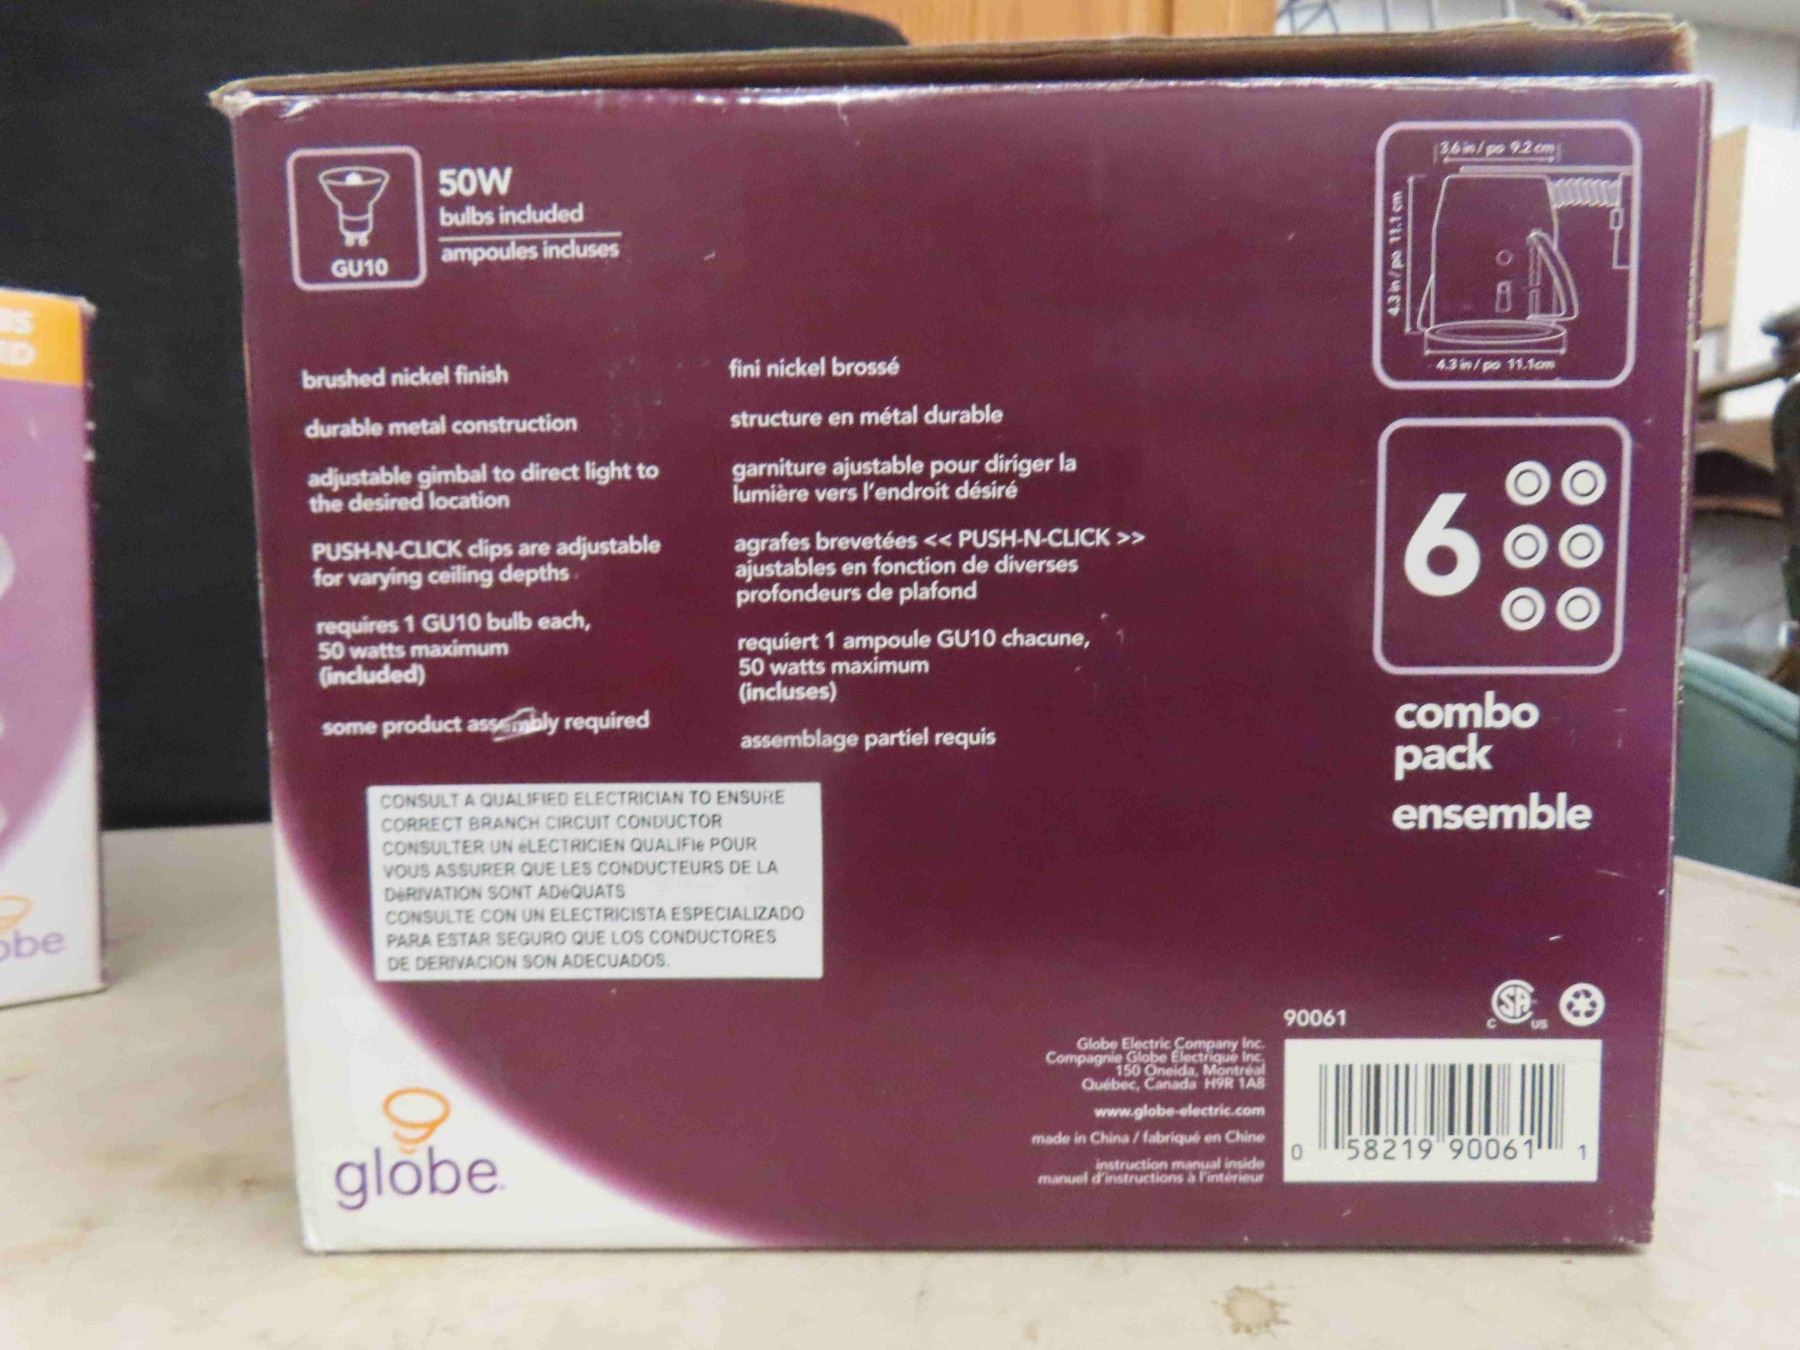 50W
bulbs included
ampoules incluses
GU10
brushed nickel finish
durable metal construction
adjustable gimbal to direct light to
the desired location
PUSH-N-CLICK clips are adjustable
for varying ceiling depths
requires 1 GU10 bulb each,
50 watts maximum
(included)
some product assembly required
fini nickel brossé
structure en métal durable
garniture ajustable pour diriger la
lumière vers l'endroit désiré
agrafes brevetées << PUSH-N-CLICK >>
ajustables en fonction de diverses
profondeurs de plafond
requiert 1 ampoule GU10 chacune,
50 watts maximum
(incluses)
assemblage partiel requis
3.6 in / po 9.2 cm
4.3 in / po 11.1 cm
4.3 in / po 11.1cm
6
combo
pack
ensemble
CONSULT A QUALIFIED ELECTRICIAN TO ENSURE
CORRECT BRANCH CIRCUIT CONDUCTOR
CONSULTER UN éLECTRICIEN QUALIFIé POUR
VOUS ASSURER QUE LES CONDUCTEURS DE LA
DéRIVATION SONT ADéQUATS
CONSULTE CON UN ELECTRICISTA ESPECIALIZADO
PARA ESTAR SEGURO QUE LOS CONDUCTORES
DE DERIVACION SON ADECUADOS.
globe
90061
C SA US
Globe Electric Company Inc.
Compagnie Globe Électrique Inc.
150 Oneida, Montréal
Québec, Canada H9R 1A8
www.globe-electric.com
made in China / fabriqué en Chine
instruction manual inside
manuel d'instructions à l'intérieur
0 58219 90061 1
obe